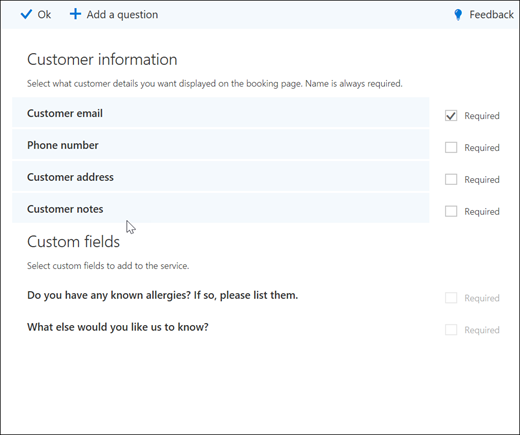 Ok Add a question Feedback
Customer information
Select what customer details you want displayed on the booking page. Name is always required.
Customer email Required
Phone number Required
Customer address Required
Customer notes Required
Custom fields
Select custom fields to add to the service.
Do you have any known allergies? If so, please list them. Required
What else would you like us to know? Required